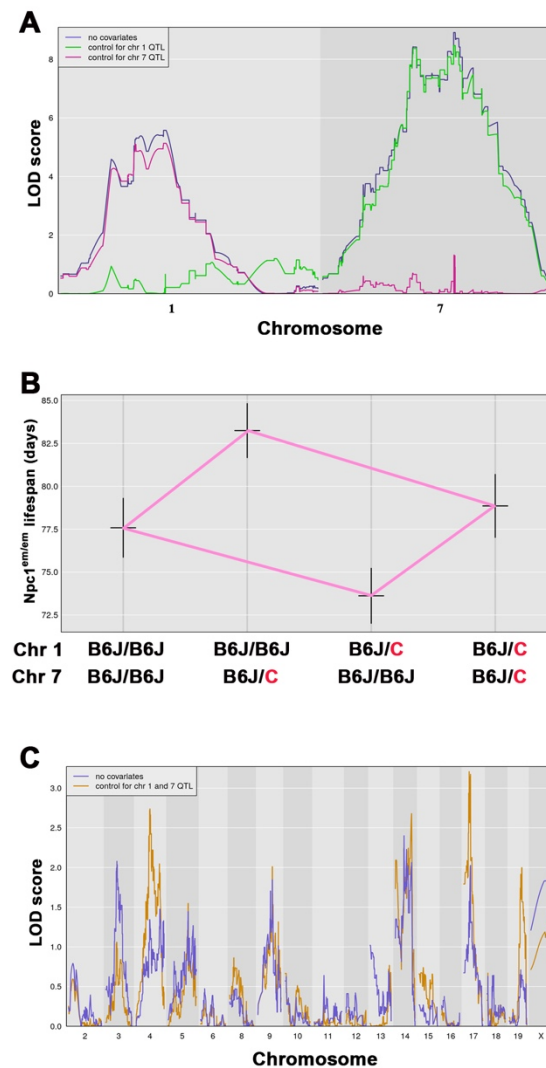 A
no covariates
control for chr 1 QTL
control for chr 7 QTL
8
6
4
2
0
LOD score
1
7
Chromosome
B
85.0
82.5
80.0
77.5
75.0
72.5
Npc1em/em lifespan (days)
Chr 1 B6J/B6J B6J/B6J B6J/C B6J/C
Chr 7 B6J/B6J B6J/C B6J/B6J B6J/C
C
no covariates
control for chr 1 and 7 QTL
3.0
2.5
2.0
1.5
1.0
0.5
0.0
LOD score
2 3 4 5 6 8 9 10 11 12 13 14 15 16 17 18 19 X
Chromosome